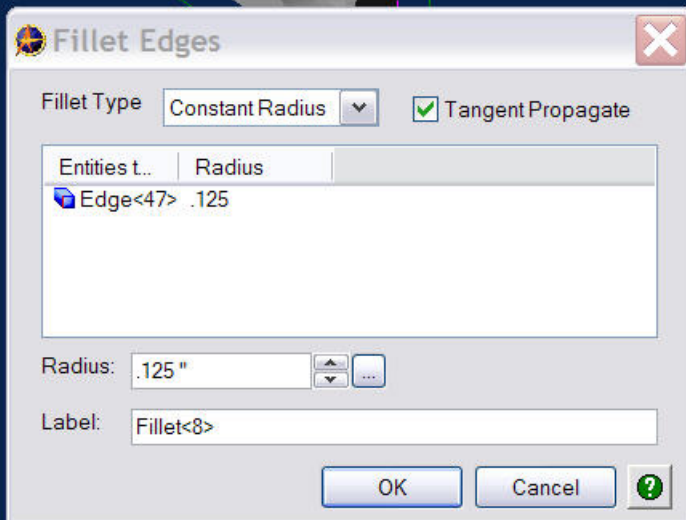 Fillet Edges
Fillet Type Constant Radius Tangent Propagate
Entities t... Radius
Edge<47> .125
Radius: .125 " ...
Label: Fillet<8>
OK Cancel ?